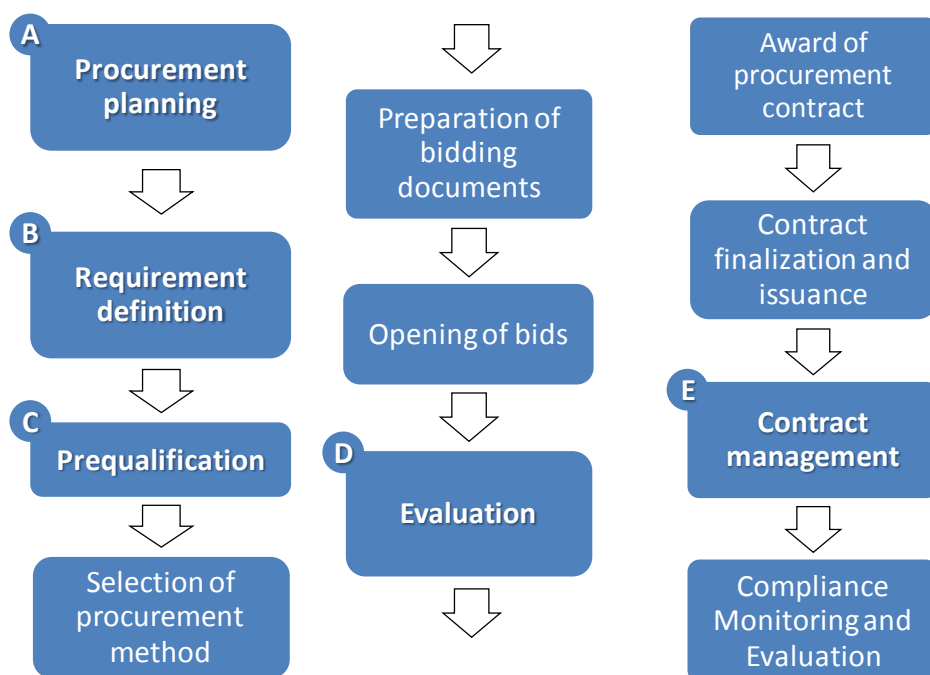 A
Procurement
planning
B
Requirement
definition
C
Prequalification
Selection of
procurement
method
Preparation of
bidding
documents
Opening of bids
D
Evaluation
Award of
procurement
contract
Contract
finalization and
issuance
E
Contract
management
Compliance
Monitoring and
Evaluation